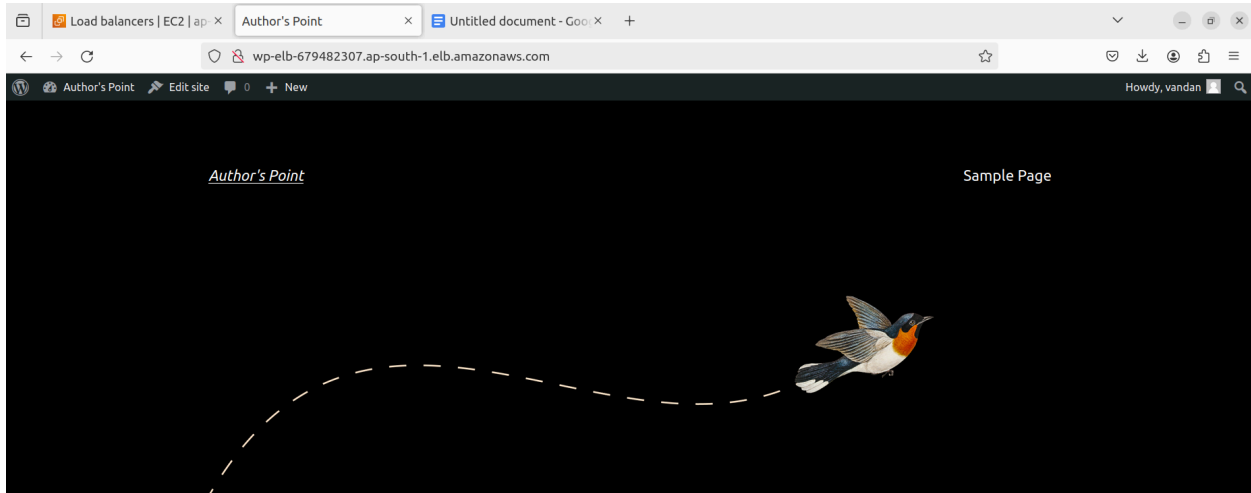 Load balancers | EC2 | ap-
Author's Point
Untitled document - Goo
wp-elb-679482307.ap-south-1.elb.amazonaws.com
Author's Point Edit site 0 New Howdy, vandan
Author's Point Sample Page